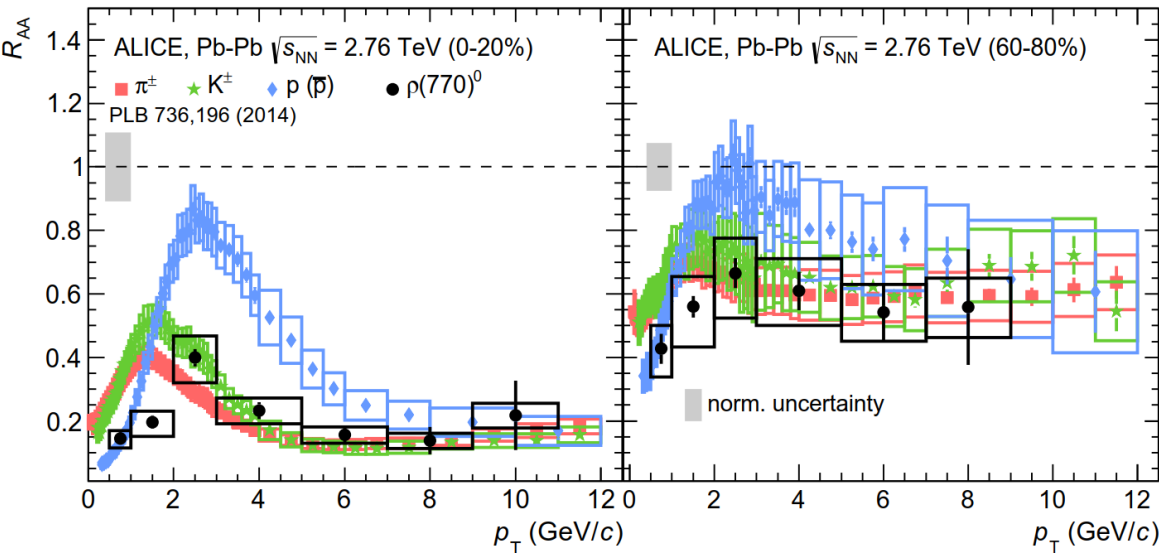 R_AA
1.4
1.2
1
0.8
0.6
0.4
0.2
ALICE, Pb-Pb √s_NN = 2.76 TeV (0-20%)
π± K± p (p̅) ρ(770)⁰
PLB 736,196 (2014)
0 2 4 6 8 10 12
p_T (GeV/c)
ALICE, Pb-Pb √s_NN = 2.76 TeV (60-80%)
norm. uncertainty
2 4 6 8 10 12
p_T (GeV/c)